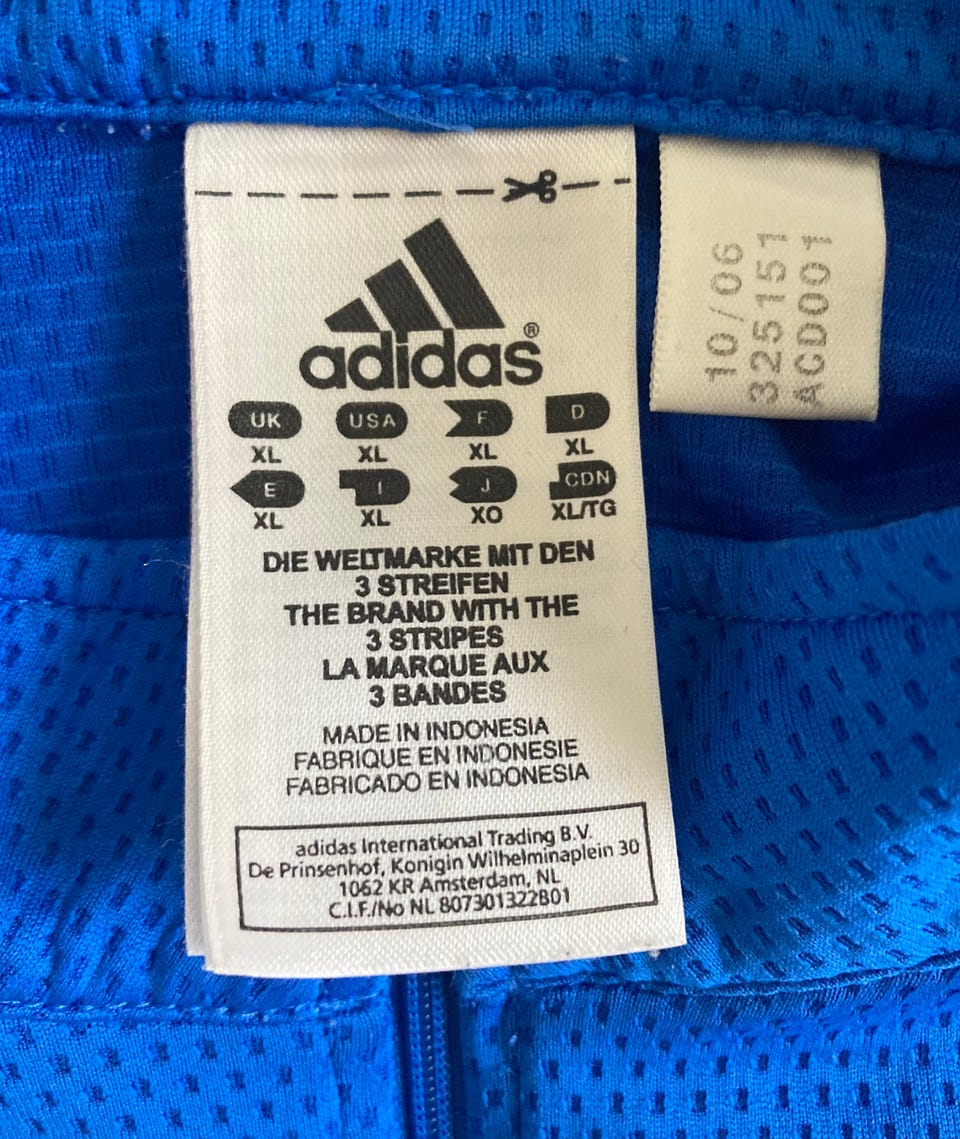 adidas®
UK USA F D
XL XL XL XL
E I J CDN
XL XL XO XL/TG
DIE WELTMARKE MIT DEN
3 STREIFEN
THE BRAND WITH THE
3 STRIPES
LA MARQUE AUX
3 BANDES
MADE IN INDONESIA
FABRIQUE EN INDONESIE
FABRICADO EN INDONESIA
adidas International Trading B.V.
De Prinsenhof, Konigin Wilhelminaplein 30
1062 KR Amsterdam, NL
C.I.F./No NL 807301322B01
10/06
325151
ACD001